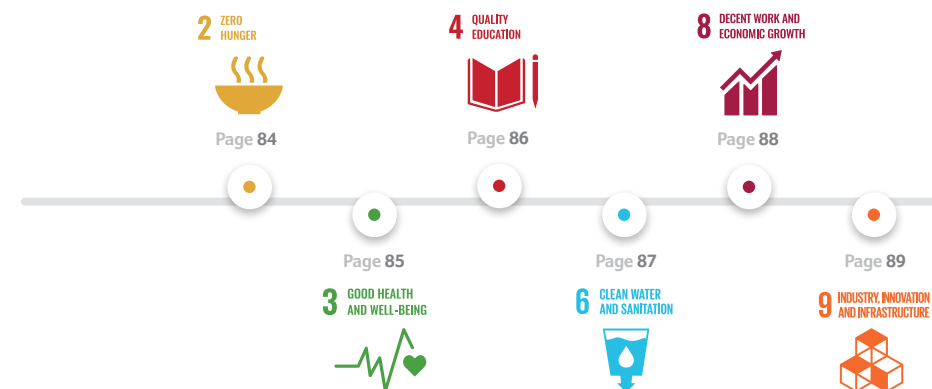 2 ZERO
HUNGER
Page 84
4 QUALITY
EDUCATION
Page 86
8 DECENT WORK AND
ECONOMIC GROWTH
Page 88
Page 85
3 GOOD HEALTH
AND WELL-BEING
Page 87
6 CLEAN WATER
AND SANITATION
Page 89
9 INDUSTRY, INNOVATION
AND INFRASTRUCTURE